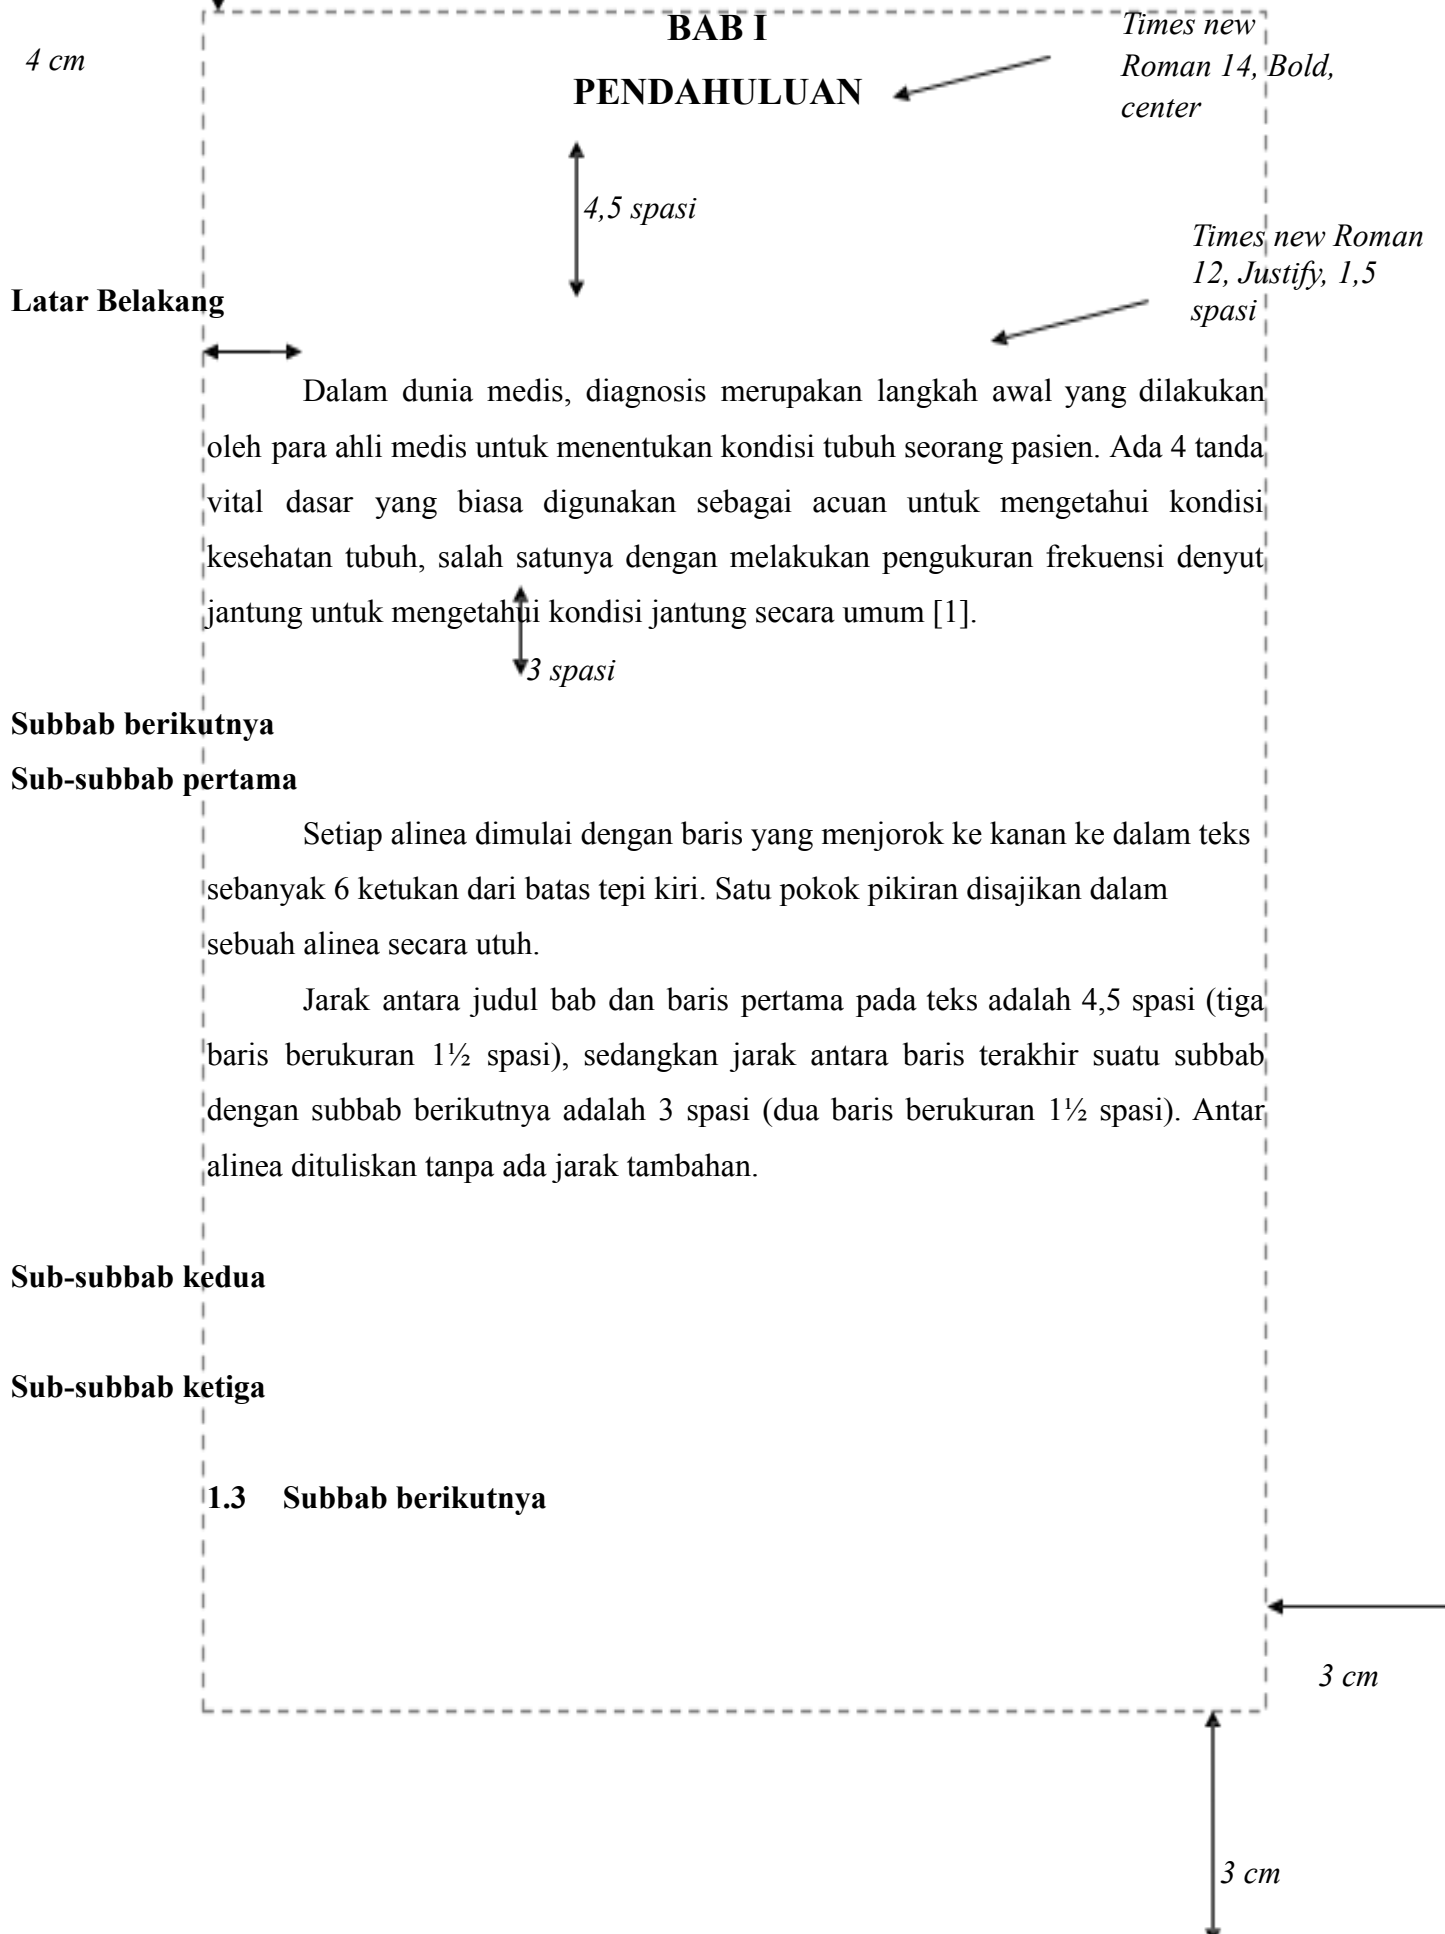 BAB I
Times new
4 cm
Roman 14, Bold,
PENDAHULUAN
center
4,5 spasi
Times new Roman
12, Justify, 1,5
spasi
Latar Belakang
Dalam dunia medis, diagnosis merupakan langkah awal yang dilakukan
oleh para ahli medis untuk menentukan kondisi tubuh seorang pasien. Ada 4 tanda
vital dasar yang biasa digunakan sebagai acuan untuk mengetahui kondisi
kesehatan tubuh, salah satunya dengan melakukan pengukuran frekuensi denyut
jantung untuk mengetahui kondisi jantung secara umum [1].
3 spasi
Subbab berikutnya
Sub-subbab pertama
Setiap alinea dimulai dengan baris yang menjorok ke kanan ke dalam teks
sebanyak 6 ketukan dari batas tepi kiri. Satu pokok pikiran disajikan dalam
sebuah alinea secara utuh.
Jarak antara judul bab dan baris pertama pada teks adalah 4,5 spasi (tiga
baris berukuran 1½ spasi), sedangkan jarak antara baris terakhir suatu subbab
dengan subbab berikutnya adalah 3 spasi (dua baris berukuran 1½ spasi). Antar
alinea dituliskan tanpa ada jarak tambahan.
Sub-subbab kedua
Sub-subbab ketiga
1.3 Subbab berikutnya
3 cm
3 cm